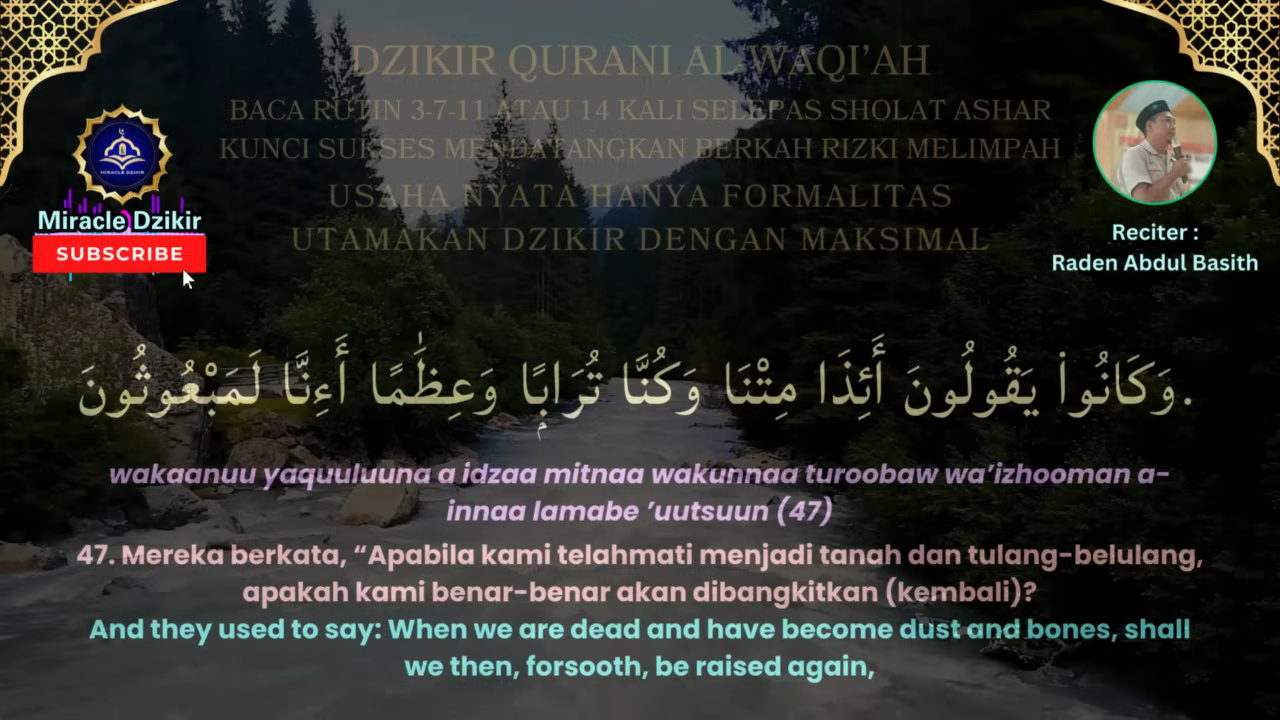 DZIKIR QURANI AL-WAQI’AH
BACA RUTIN 3-7-11 ATAU 14 KALI SELEPAS SHOLAT ASHAR
KUNCI SUKSES MENDATANGKAN BERKAH RIZKI MELIMPAH
USAHA NYATA HANYA FORMALITAS
UTAMAKAN DZIKIR DENGAN MAKSIMAL
MIRACLE DZIKIR
Miracle Dzikir
SUBSCRIBE
Reciter :
Raden Abdul Basith
وَكَانُوا۟ يَقُولُونَ أَئِذَا مِتْنَا وَكُنَّا تُرَابًۭا وَعِظَٰمًا أَءِنَّا لَمَبْعُوثُونَ.
wakaanuu yaquuluuna a idzaa mitnaa wakunnaa turoobaw wa’izhooman a-
innaa lamabe ’uutsuun (47)
47. Mereka berkata, “Apabila kami telahmati menjadi tanah dan tulang-belulang,
apakah kami benar-benar akan dibangkitkan (kembali)?
And they used to say: When we are dead and have become dust and bones, shall
we then, forsooth, be raised again,